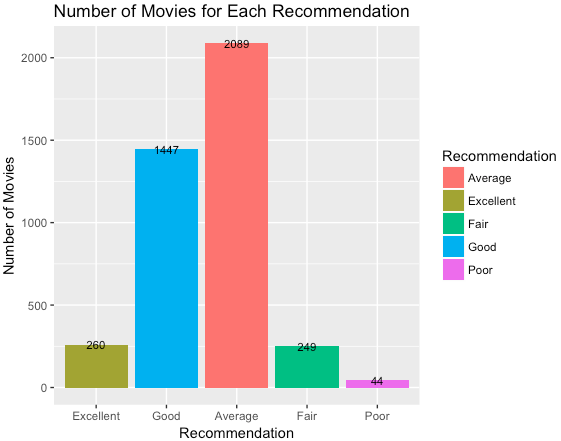 Number of Movies for Each Recommendation
Number of Movies
2000
1500
1000
500
0
260
1447
2089
249
44
Excellent
Good
Average
Fair
Poor
Recommendation
Recommendation
Average
Excellent
Fair
Good
Poor